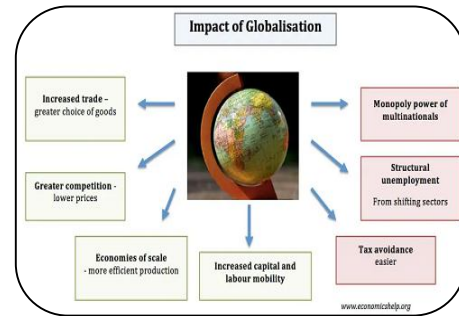 Impact of Globalisation
Increased trade –
greater choice of goods
Greater competition -
lower prices
Economies of scale
- more efficient production
Increased capital and
labour mobility
Monopoly power of
multinationals
Structural
unemployment
From shifting sectors
Tax avoidance
easier
www.economicshelp.org